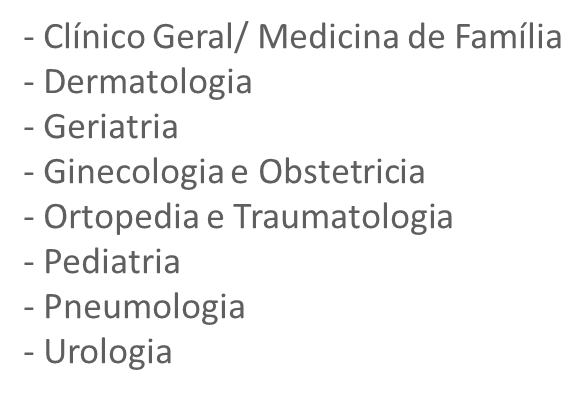 - Clínico Geral/ Medicina de Família
- Dermatologia
- Geriatria
- Ginecologia e Obstetricia
- Ortopedia e Traumatologia
- Pediatria
- Pneumologia
- Urologia